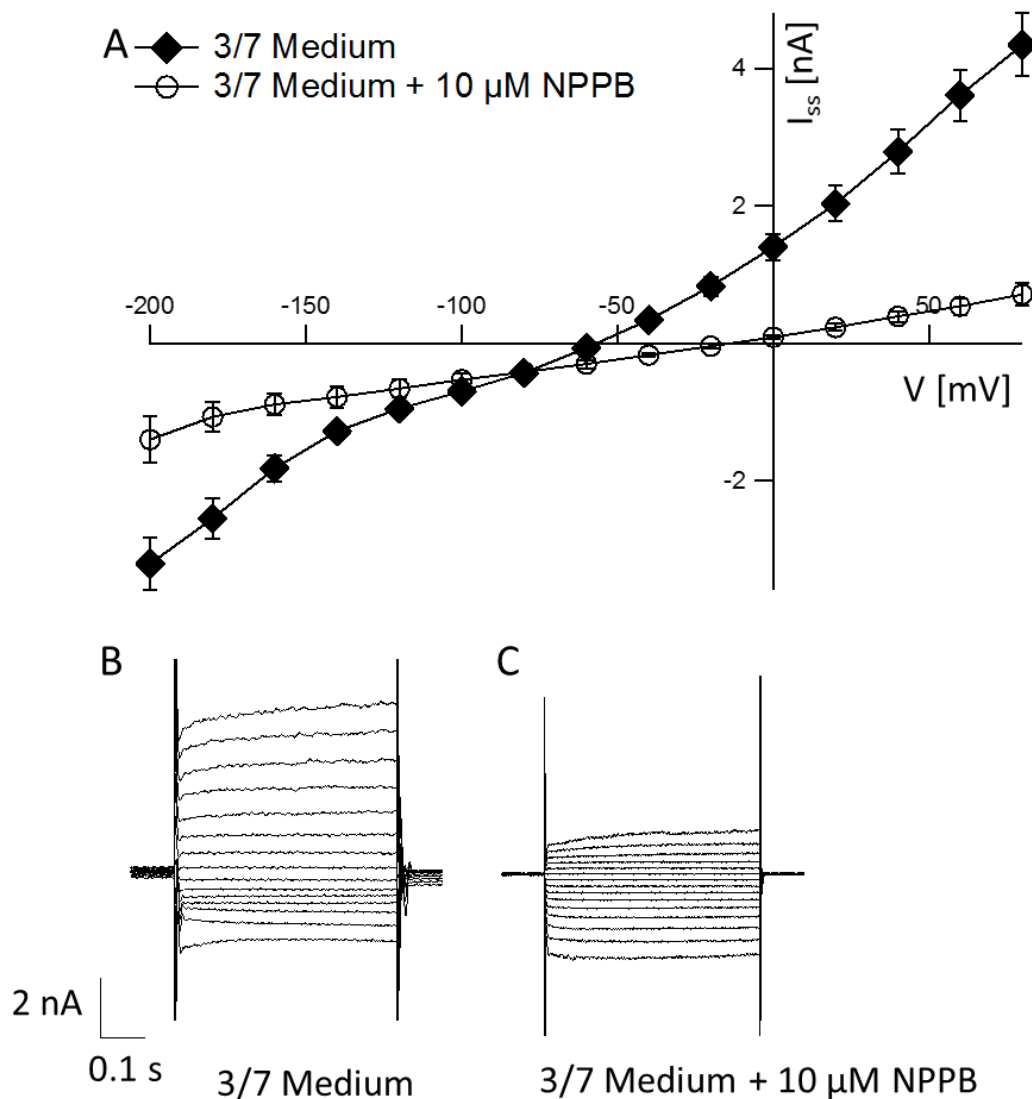 A
3/7 Medium
3/7 Medium + 10 μM NPPB
I_ss [nA]
4
2
-200 -150 -100 -50 50
V [mV]
-2
B C
2 nA
0.1 s
3/7 Medium 3/7 Medium + 10 μM NPPB